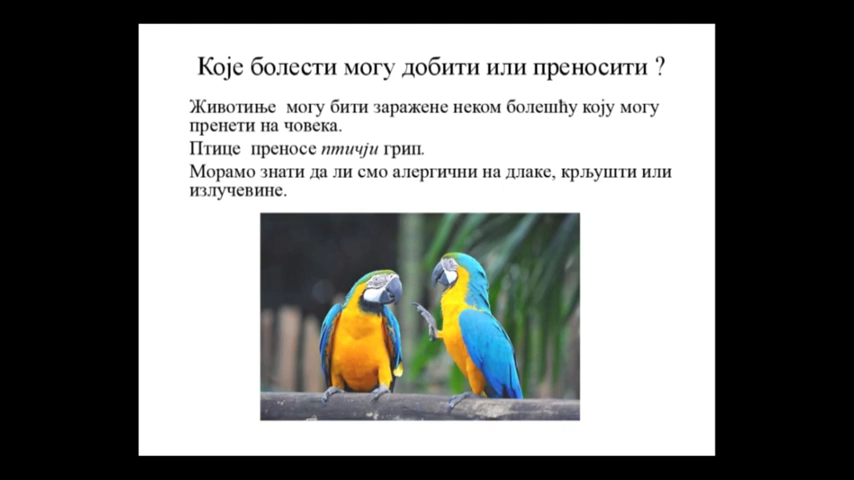 Које болести могу добити или преносити ?
Животиње могу бити заражене неком болешћу коју могу
пренети на човека.
Птице преносе птичји грип.
Морамо знати да ли смо алергични на длаке, крљушти или
излучевине.